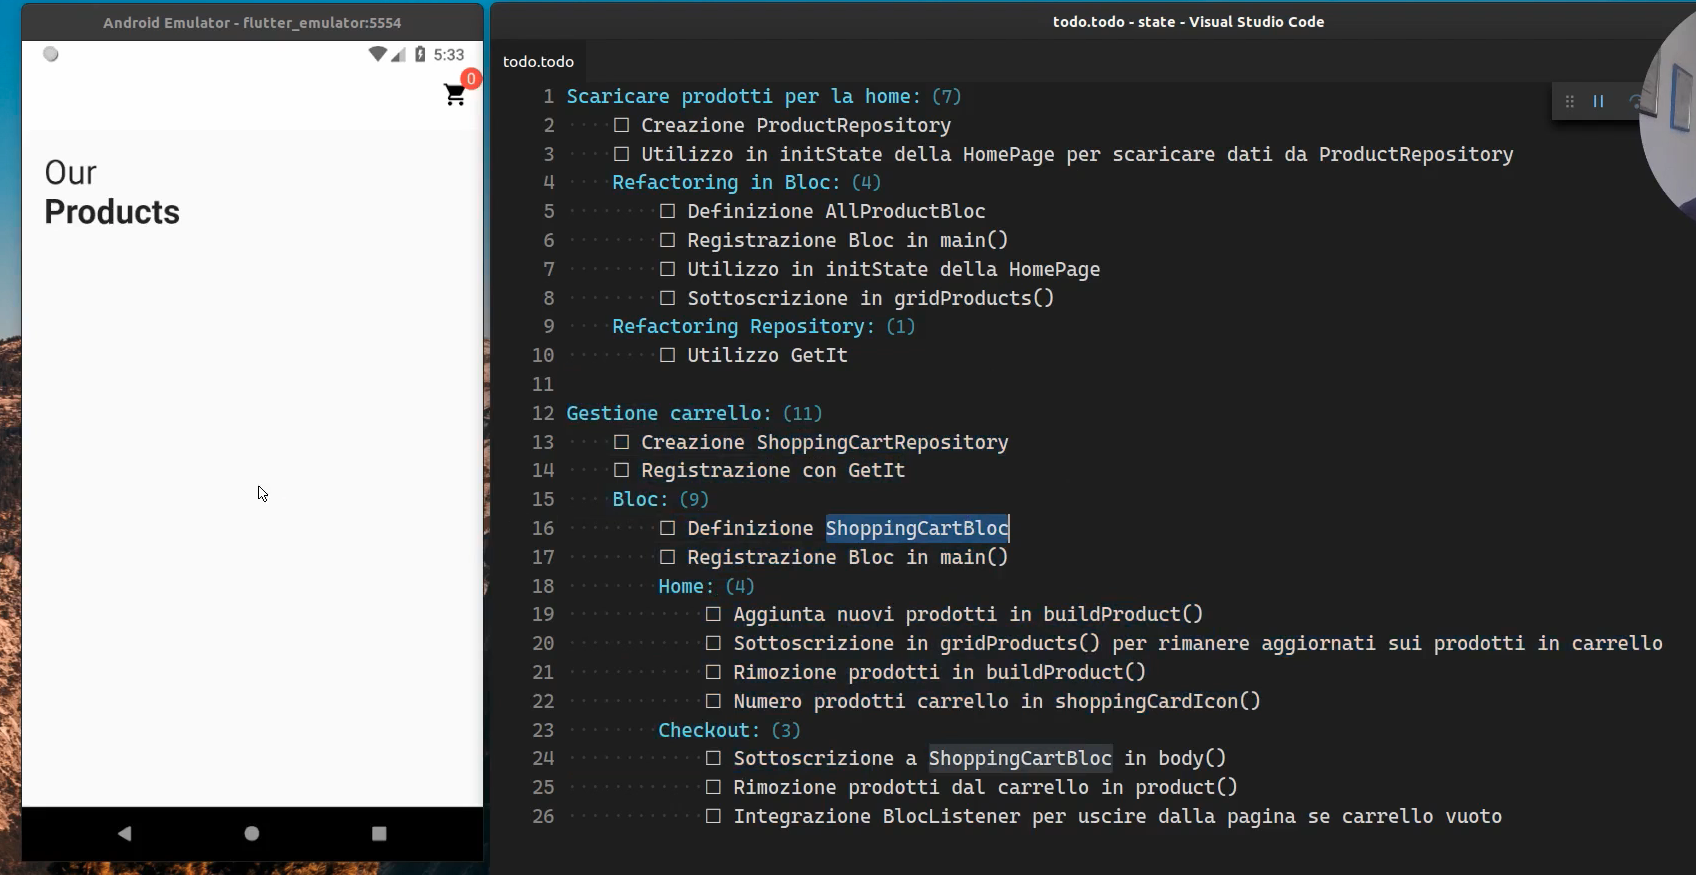 Android Emulator - flutter_emulator:5554
5:33
0
Our
Products
todo.todo - state - Visual Studio Code
todo.todo
1 Scaricare prodotti per la home: (7)
2 ☐ Creazione ProductRepository
3 ☐ Utilizzo in initState della HomePage per scaricare dati da ProductRepository
4 Refactoring in Bloc: (4)
5 ☐ Definizione AllProductBloc
6 ☐ Registrazione Bloc in main()
7 ☐ Utilizzo in initState della HomePage
8 ☐ Sottoscrizione in gridProducts()
9 Refactoring Repository: (1)
10 ☐ Utilizzo GetIt
11
12 Gestione carrello: (11)
13 ☐ Creazione ShoppingCartRepository
14 ☐ Registrazione con GetIt
15 Bloc: (9)
16 ☐ Definizione ShoppingCartBloc
17 ☐ Registrazione Bloc in main()
18 Home: (4)
19 ☐ Aggiunta nuovi prodotti in buildProduct()
20 ☐ Sottoscrizione in gridProducts() per rimanere aggiornati sui prodotti in carrello
21 ☐ Rimozione prodotti in buildProduct()
22 ☐ Numero prodotti carrello in shoppingCardIcon()
23 Checkout: (3)
24 ☐ Sottoscrizione a ShoppingCartBloc in body()
25 ☐ Rimozione prodotti dal carrello in product()
26 ☐ Integrazione BlocListener per uscire dalla pagina se carrello vuoto